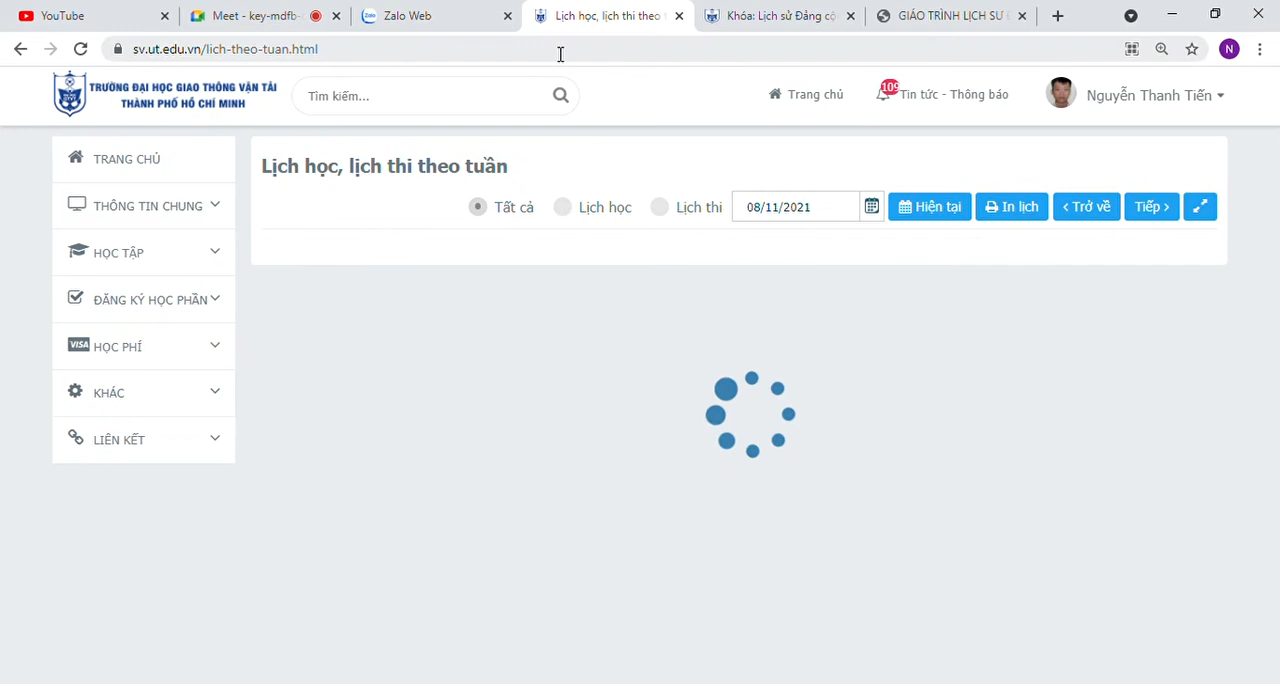 YouTube
Meet - key-mdfb-
Zalo Web
Lịch học, lịch thi theo
Khóa: Lịch sử Đảng cộ
GIÁO TRÌNH LỊCH SỬ Đ
sv.ut.edu.vn/lich-theo-tuan.html
N
TRƯỜNG ĐẠI HỌC GIAO THÔNG VẬN TẢI
THÀNH PHỐ HỒ CHÍ MINH
Tìm kiếm...
Trang chủ
109
Tin tức - Thông báo
Nguyễn Thanh Tiến
TRANG CHỦ
THÔNG TIN CHUNG
HỌC TẬP
ĐĂNG KÝ HỌC PHẦN
VISA HỌC PHÍ
KHÁC
LIÊN KẾT
Lịch học, lịch thi theo tuần
Tất cả
Lịch học
Lịch thi
08/11/2021
Hiện tại
In lịch
Trở về
Tiếp